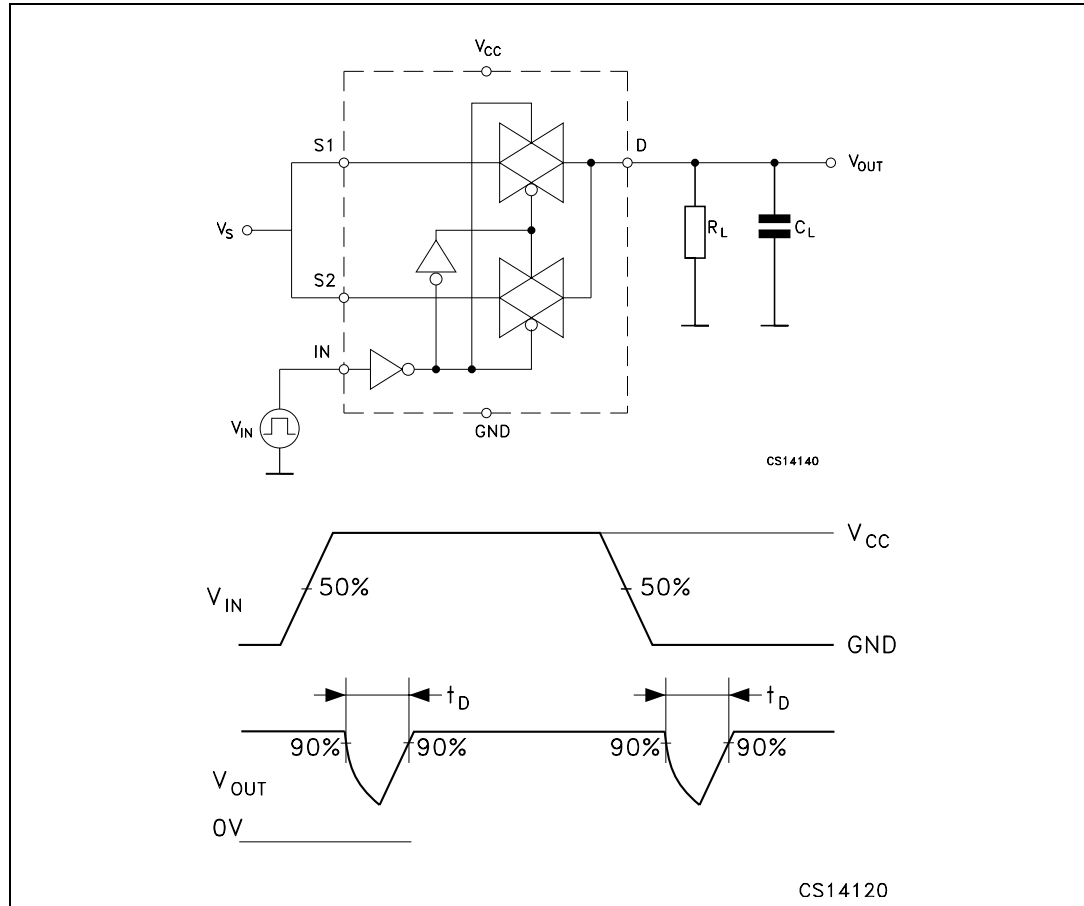 VCC
S1
D
VOUT
VS
RL
CL
S2
IN
VIN
GND
CS14140
VCC
50%
50%
VIN
GND
tD
tD
90%
90%
90%
90%
VOUT
0V
CS14120